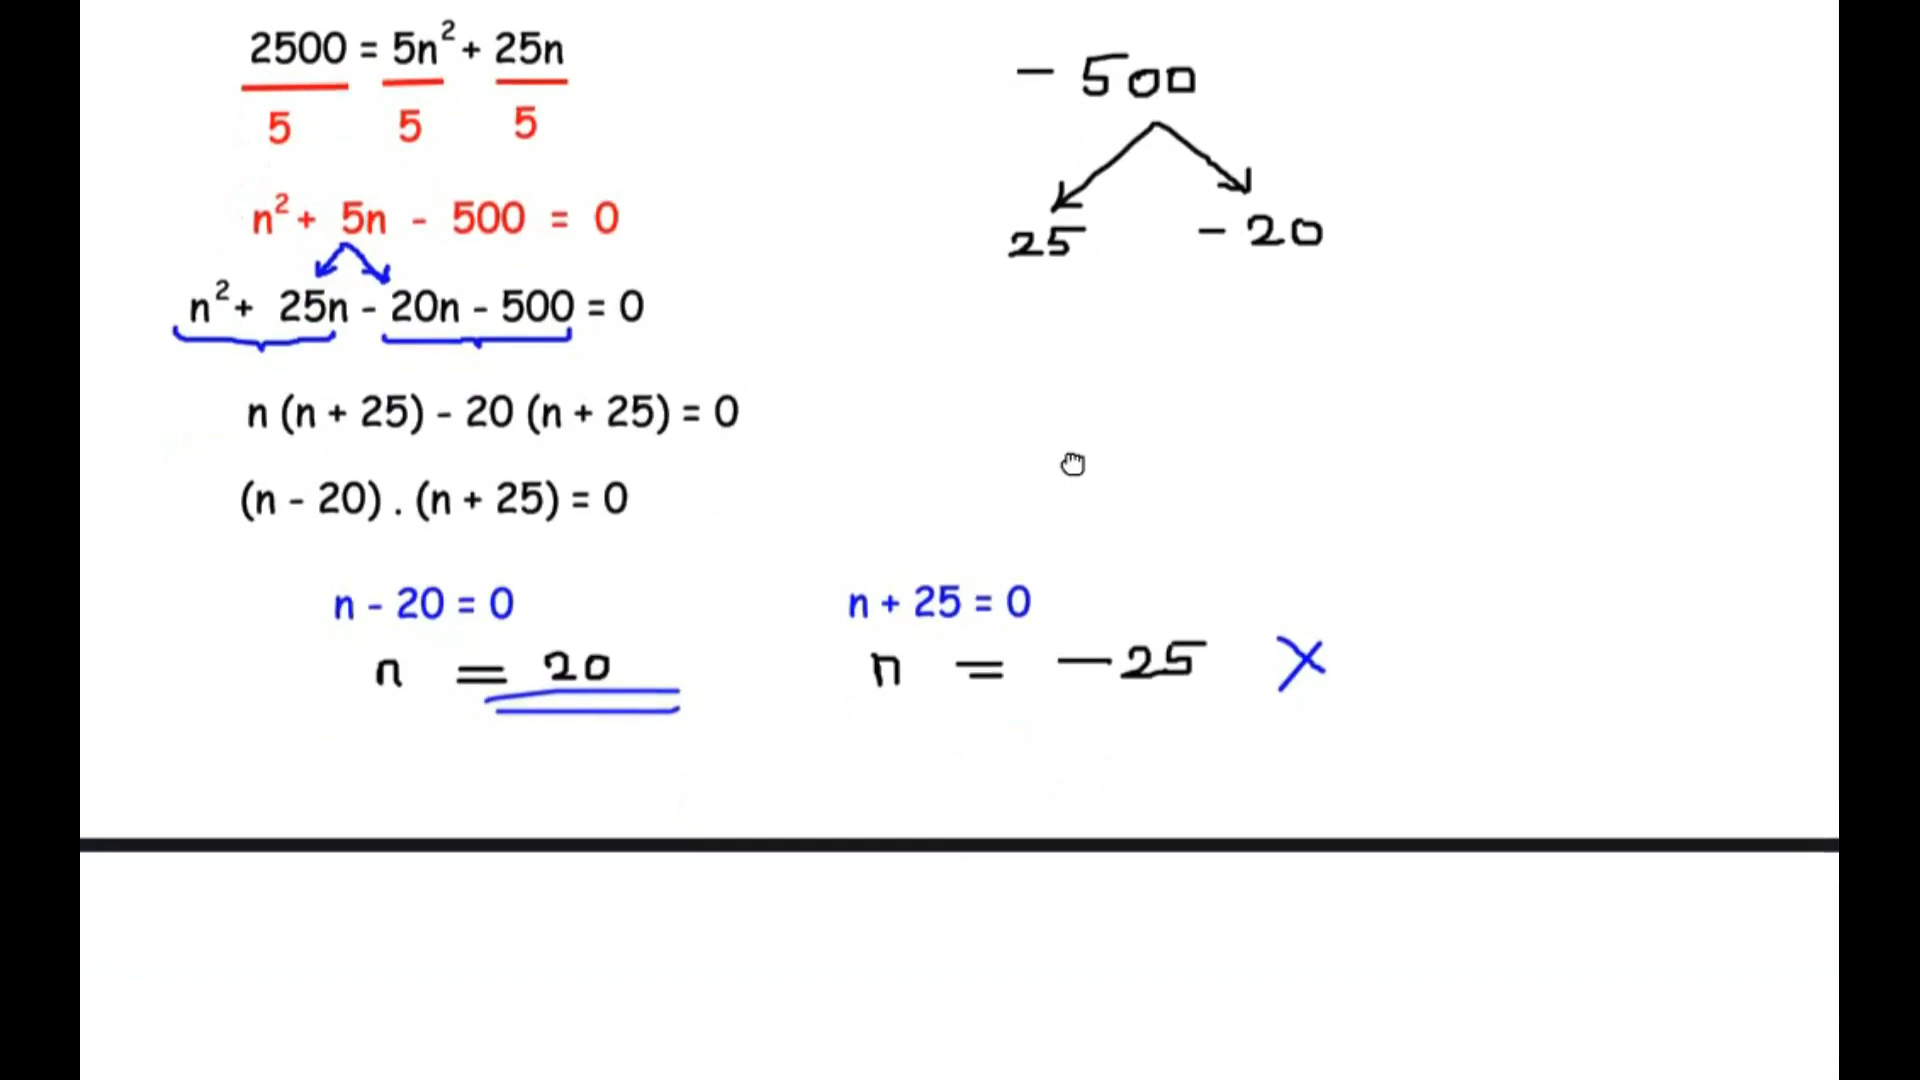 2500 = 5n² + 25n
5 5 5
n² + 5n - 500 = 0
n² + 25n - 20n - 500 = 0
n (n + 25) - 20 (n + 25) = 0
(n - 20) . (n + 25) = 0
n - 20 = 0
n = 20
n + 25 = 0
n = -25 X
- 500
25 - 20